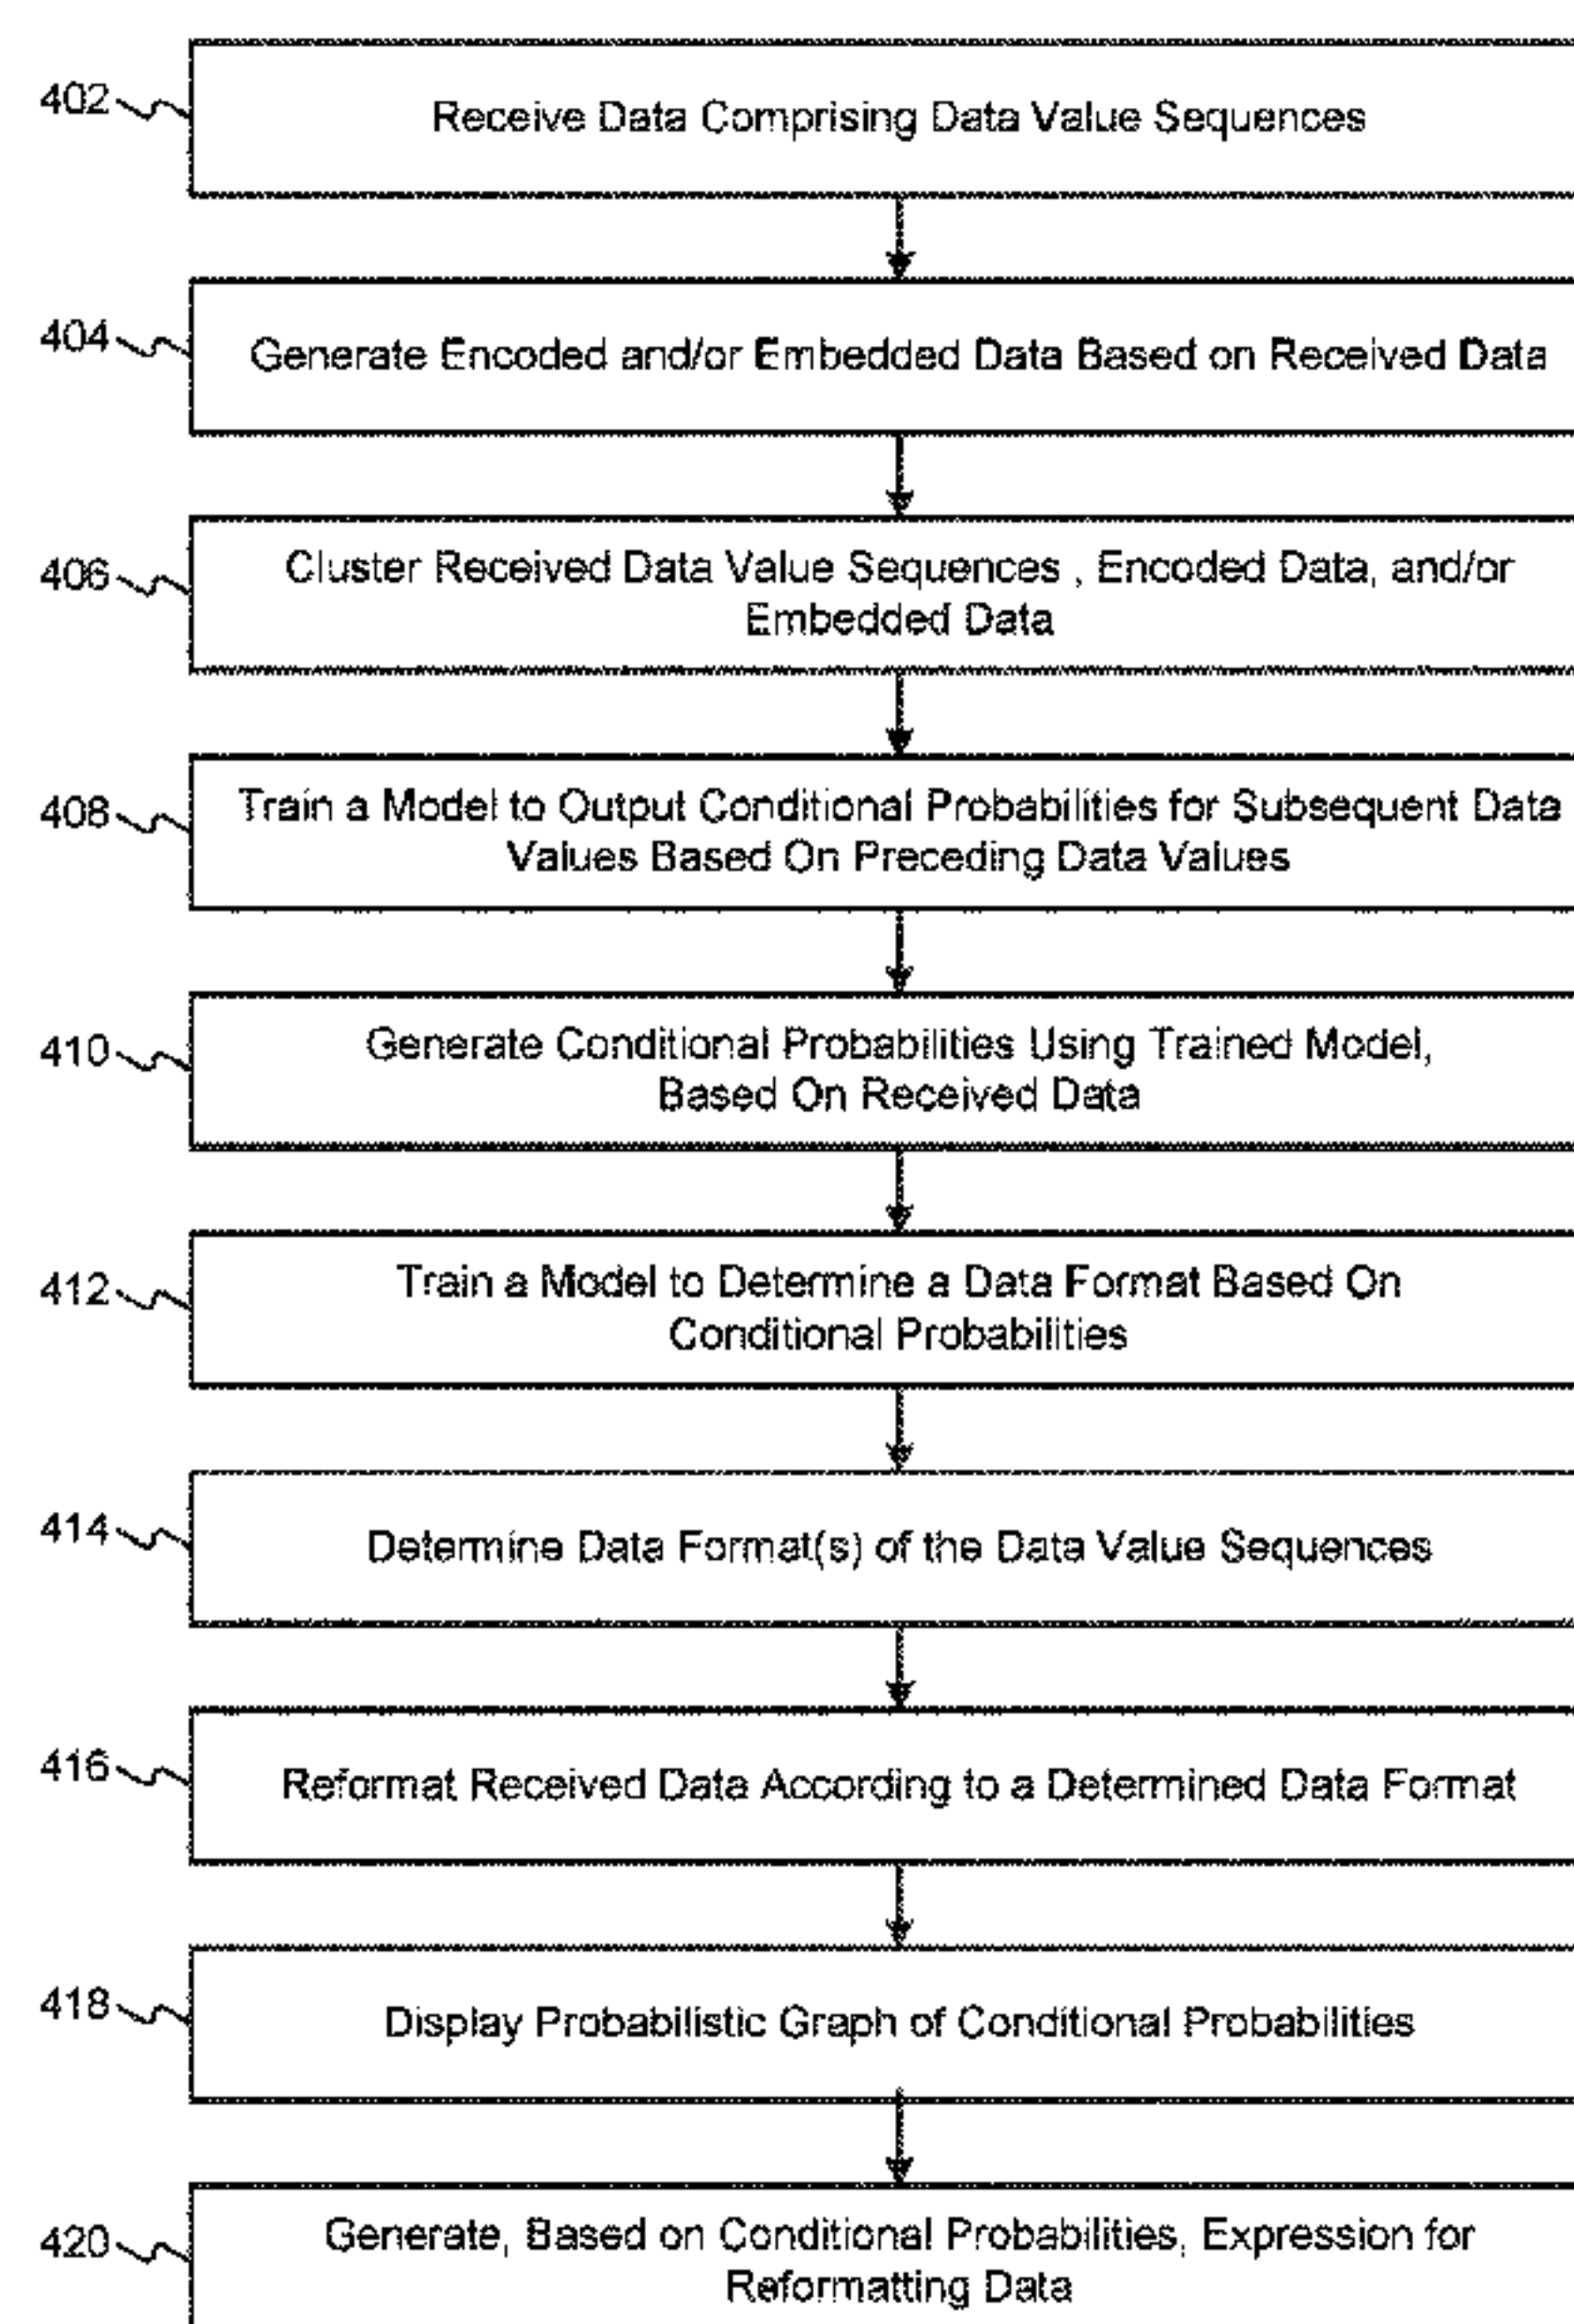 402
Receive Data Comprising Data Value Sequences
404
Generate Encoded and/or Embedded Data Based on Received Data
406
Cluster Received Data Value Sequences , Encoded Data, and/or
Embedded Data
408
Train a Model to Output Conditional Probabilities for Subsequent Data
Values Based On Preceding Data Values
410
Generate Conditional Probabilities Using Trained Model,
Based On Received Data
412
Train a Model to Determine a Data Format Based On
Conditional Probabilities
414
Determine Data Format(s) of the Data Value Sequences
416
Reformat Received Data According to a Determined Data Format
418
Display Probabilistic Graph of Conditional Probabilities
420
Generate, Based on Conditional Probabilities, Expression for
Reformatting Data